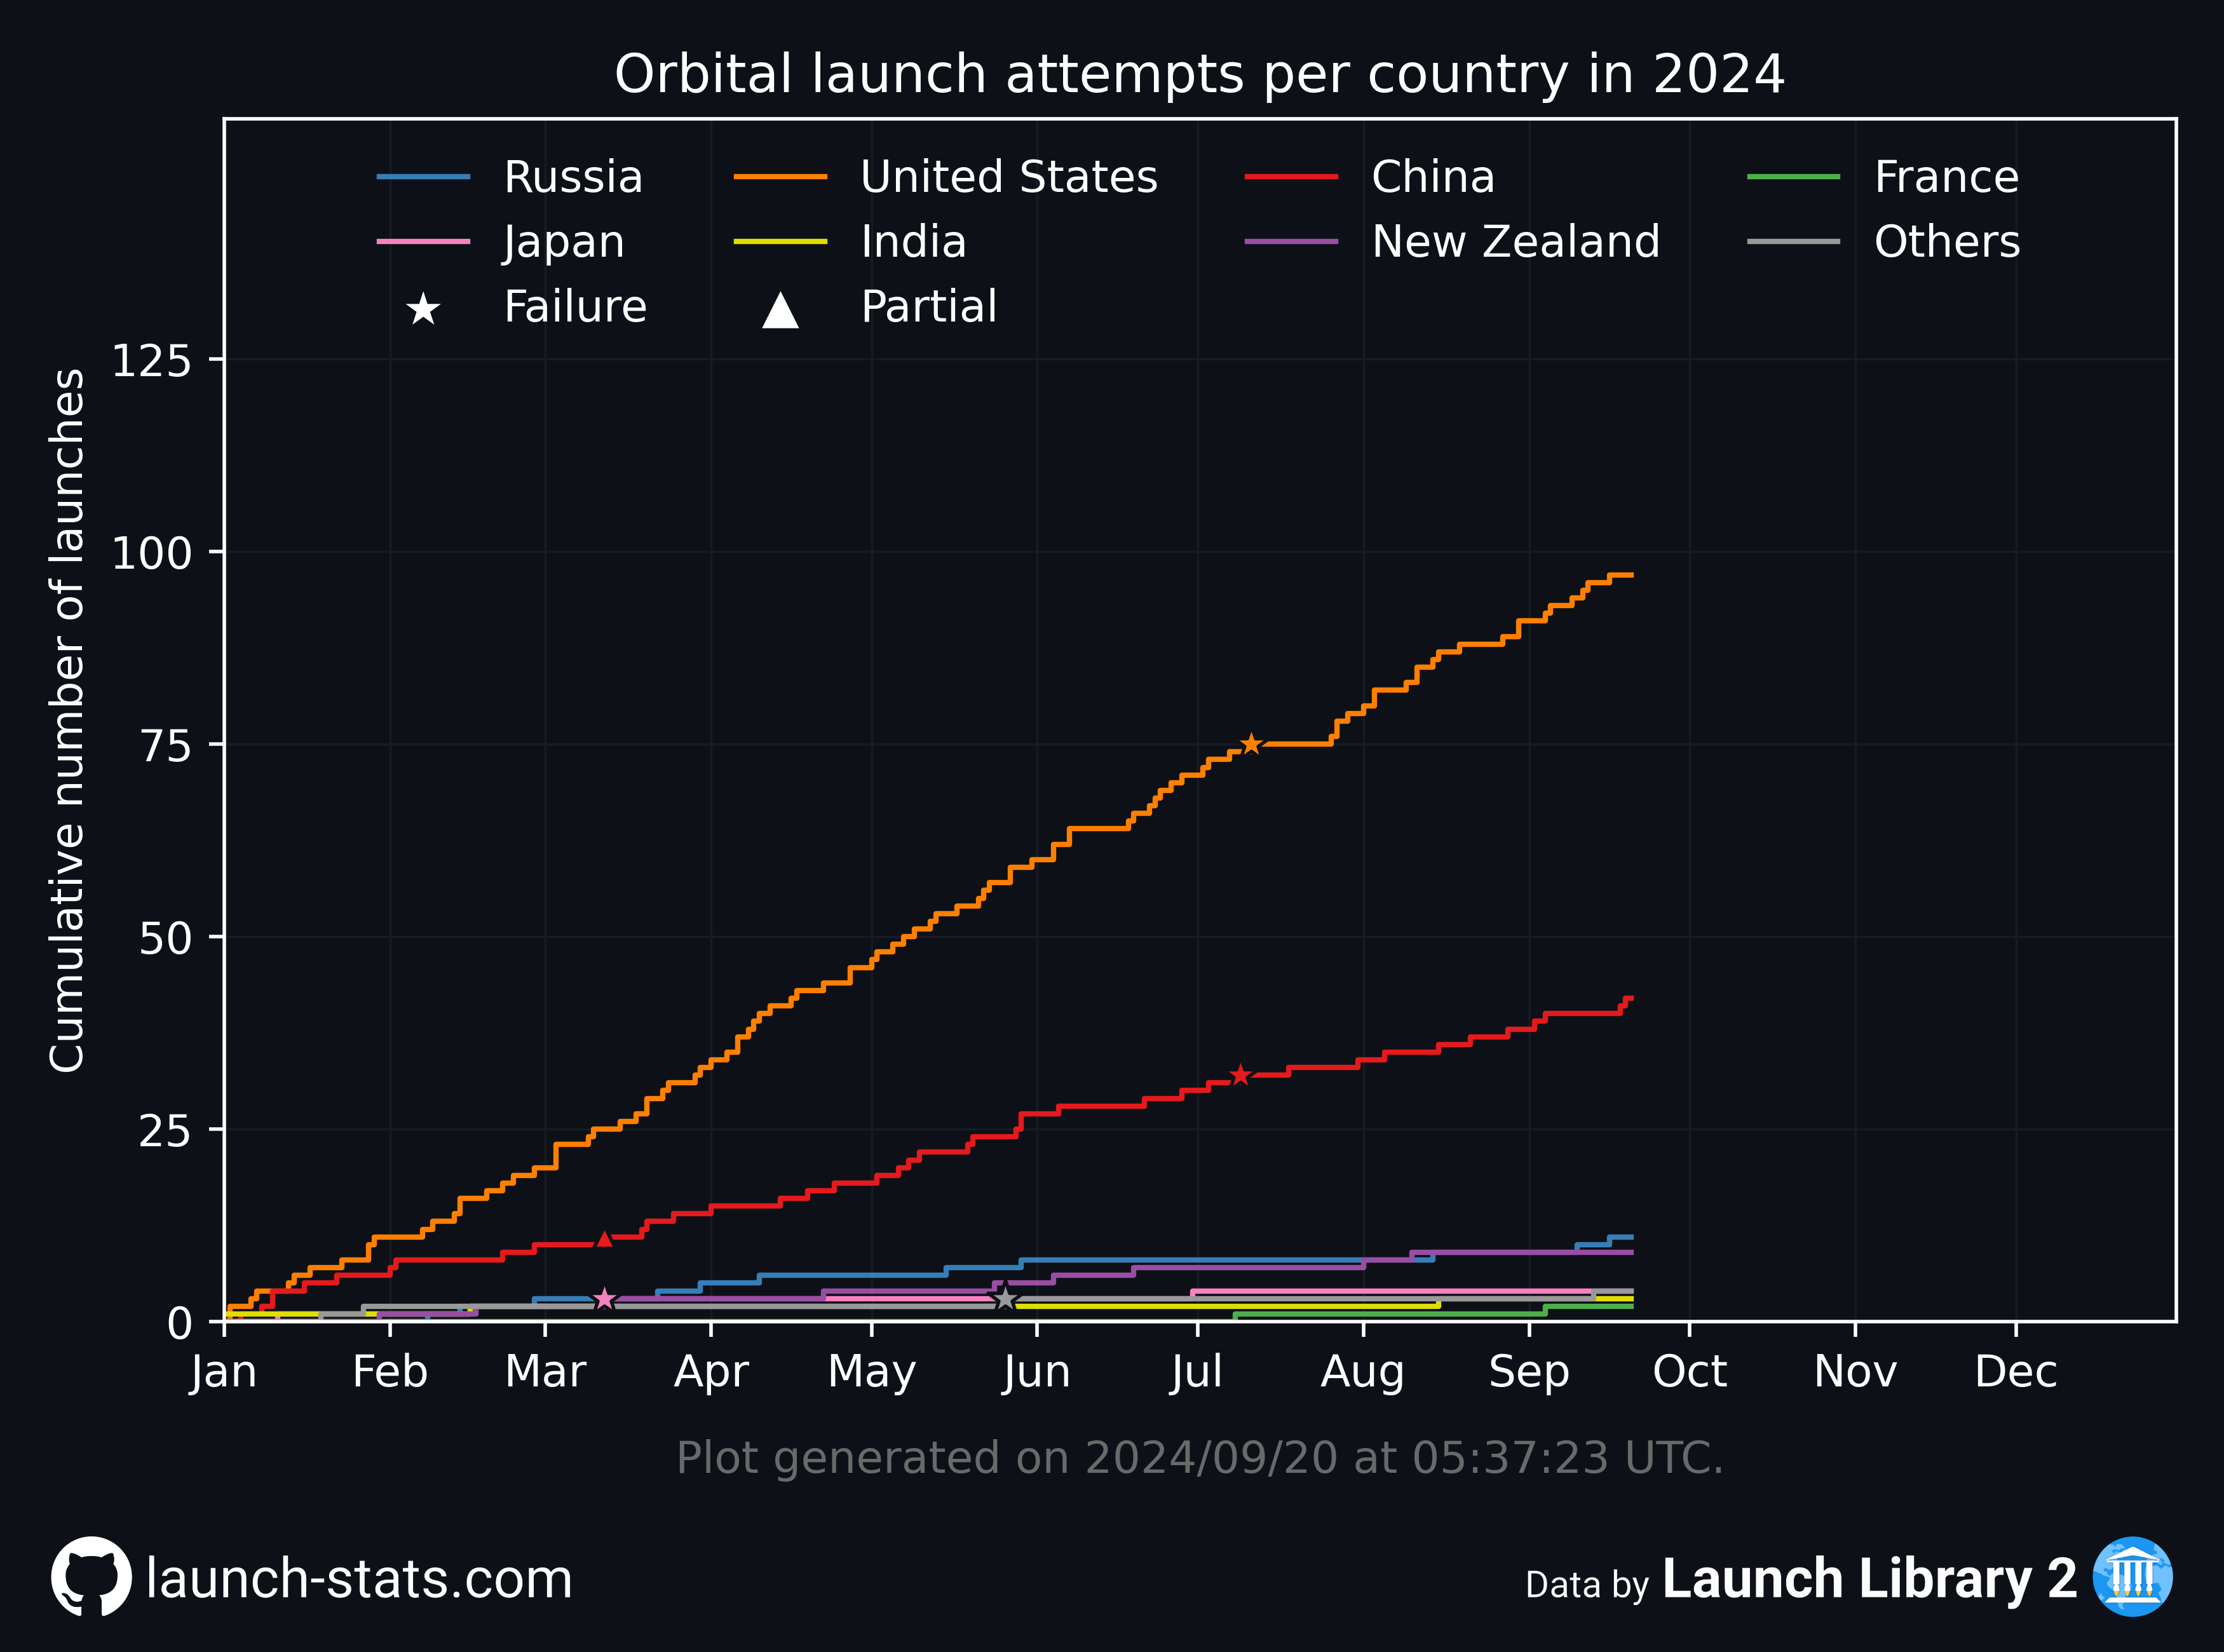 Orbital launch attempts per country in 2024
Russia United States China France
Japan India New Zealand Others
Failure Partial
Cumulative number of launches
125
100
75
50
25
0
Jan Feb Mar Apr May Jun Jul Aug Sep Oct Nov Dec
Plot generated on 2024/09/20 at 05:37:23 UTC.
launch-stats.com
Data by Launch Library 2